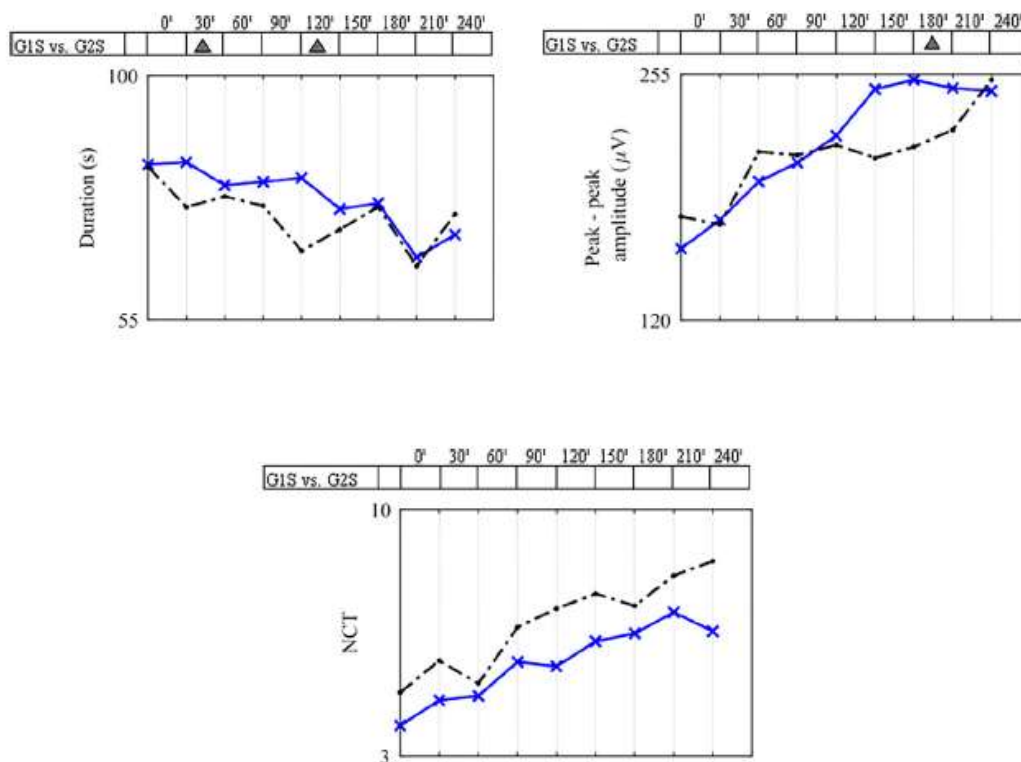 0' 30' 60' 90' 120' 150' 180' 210' 240'
G1S vs. G2S
100
Duration (s)
55
0' 30' 60' 90' 120' 150' 180' 210' 240'
G1S vs. G2S
255
Peak - peak
amplitude (μV)
120
0' 30' 60' 90' 120' 150' 180' 210' 240'
G1S vs. G2S
10
NCT
3